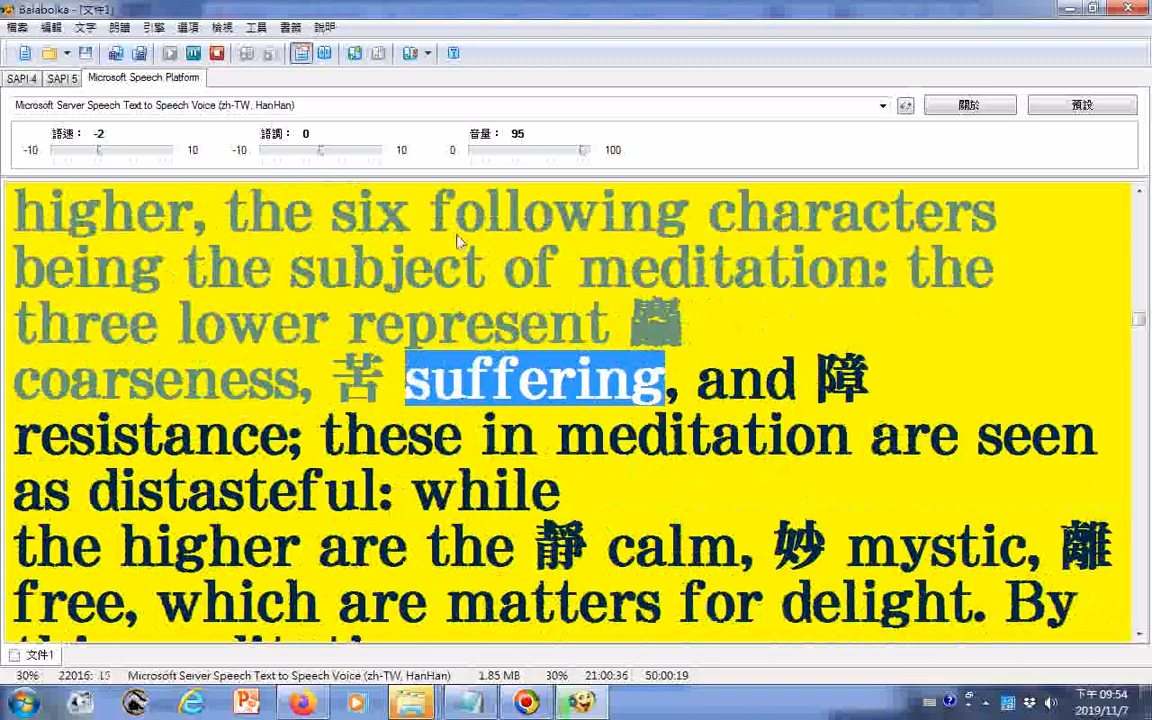 Balabolka - [文件1]
檔案 編輯 文字 朗讀 引擎 選項 檢視 工具 書籤 說明
SAPI 4 SAPI 5 Microsoft Speech Platform
Microsoft Server Speech Text to Speech Voice (zh-TW, HanHan) 關於 預設
語速： -2 語調： 0 音量： 95
-10 10 -10 10 0 100
higher, the six following characters
being the subject of meditation: the
three lower represent 麤
coarseness, 苦 suffering, and 障
resistance; these in meditation are seen
as distasteful: while
the higher are the 靜 calm, 妙 mystic, 離
free, which are matters for delight. By
文件1
30% 22016: 15 Microsoft Server Speech Text to Speech Voice (zh-TW, HanHan) 1.85 MB 30% 21:00:36 50:00:19
下午 09:54
2019/11/7